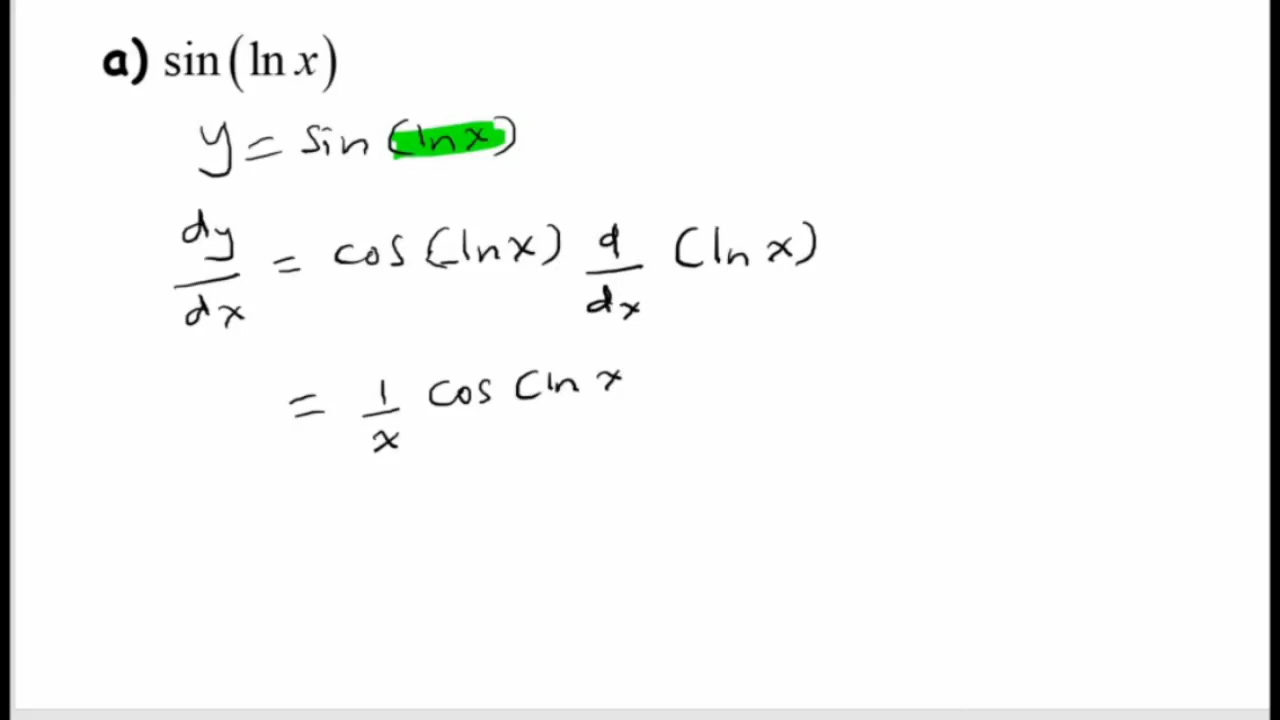 a) sin(ln x)
y = sin (ln x)
dy/dx = cos (ln x) d/dx (ln x)
= 1/x cos (ln x